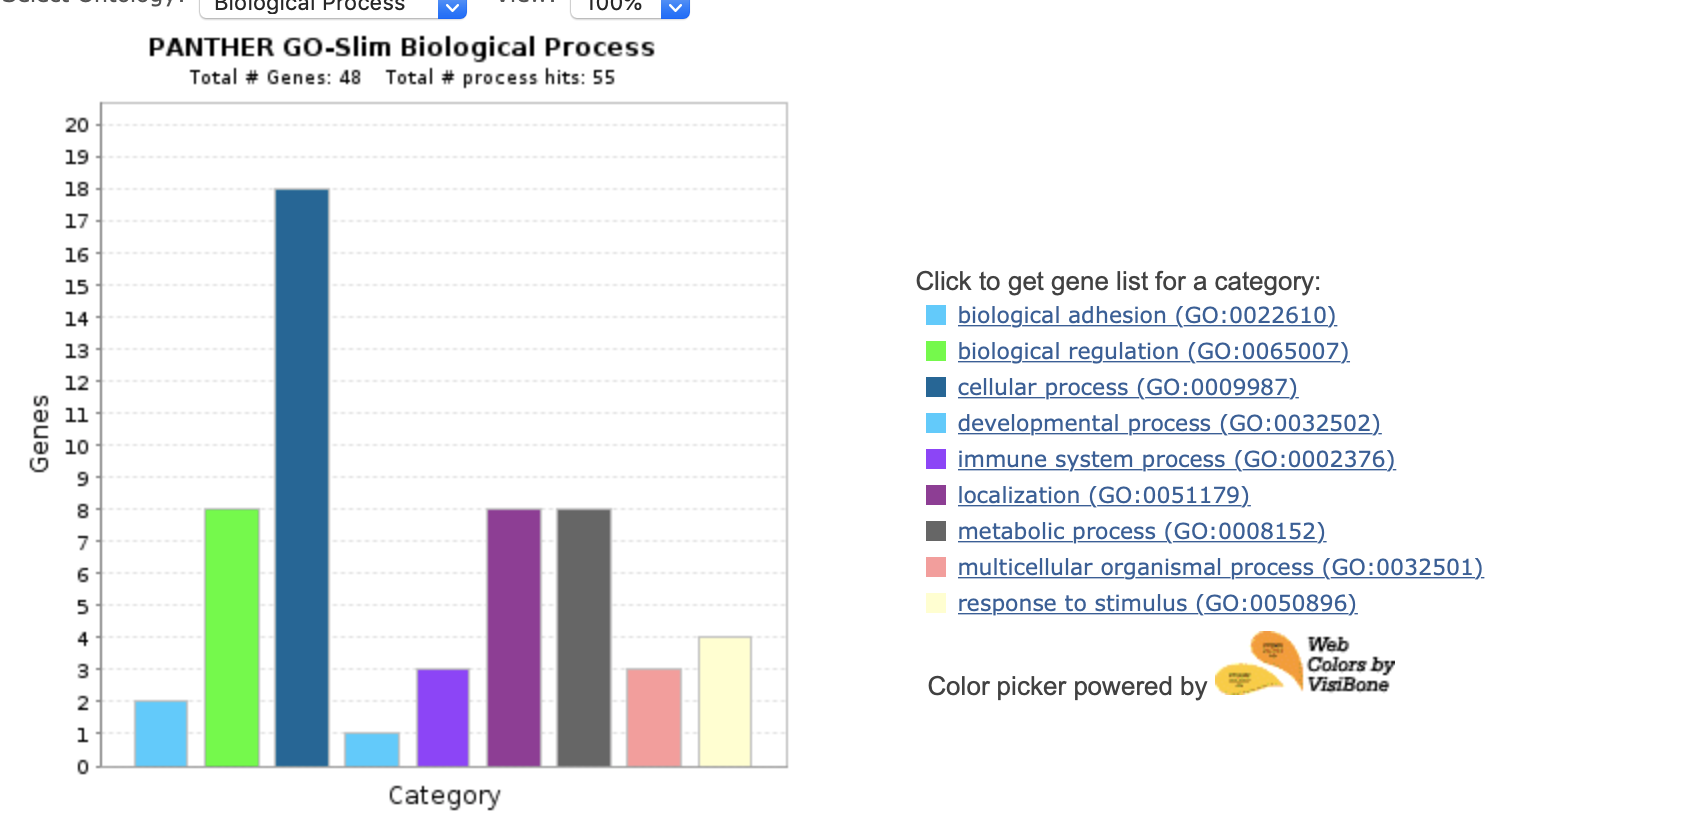 Select Ontology: Biological Process View: 100%
PANTHER GO-Slim Biological Process
Total # Genes: 48 Total # process hits: 55
20
19
18
17
16
15
14
13
12
11
10
9
8
7
6
5
4
3
2
1
0
Genes
Category
Click to get gene list for a category:
biological adhesion (GO:0022610)
biological regulation (GO:0065007)
cellular process (GO:0009987)
developmental process (GO:0032502)
immune system process (GO:0002376)
localization (GO:0051179)
metabolic process (GO:0008152)
multicellular organismal process (GO:0032501)
response to stimulus (GO:0050896)
Color picker powered by
Web
Colors by
VisiBone